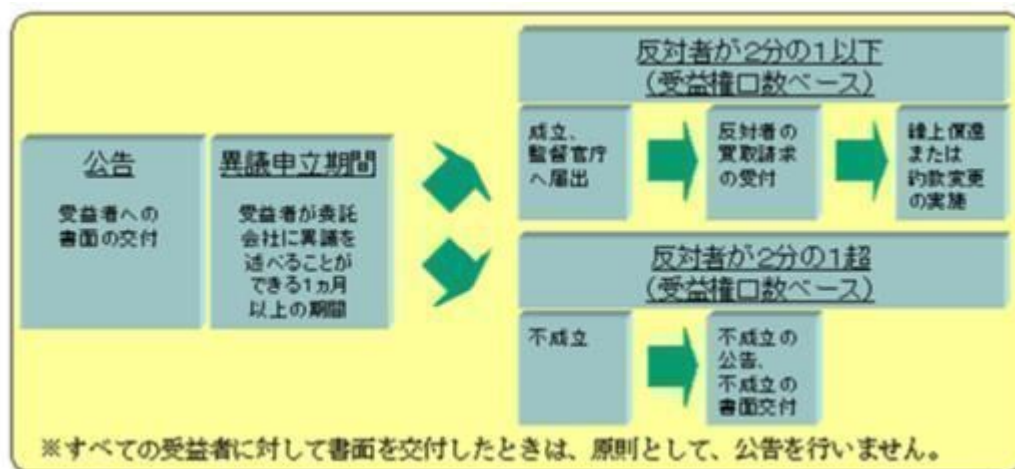 公告
受益者への
書面の交付
異議申立期間
受益者が委託
会社に異議を
述べることが
できる1ヵ月
以上の期間
反対者が2分の1以下
(受益権口数ベース)
成立、
監督官庁
へ届出
反対者の
買取請求
の受付
繰上償還
または
約款変更
の実施
反対者が2分の1超
(受益権口数ベース)
不成立
不成立の
公告、
不成立の
書面交付
※すべての受益者に対して書面を交付したときは、原則として、公告を行いません。